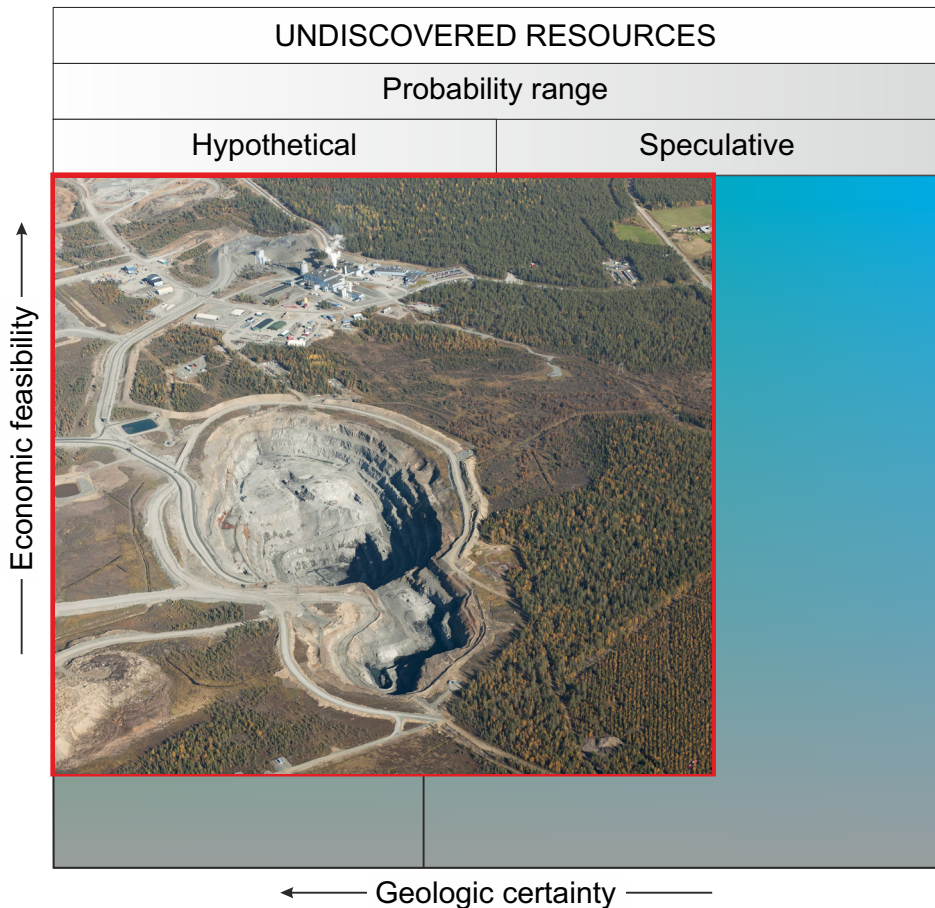 UNDISCOVERED RESOURCES
Probability range
Hypothetical
Speculative
Economic feasibility
Geologic certainty